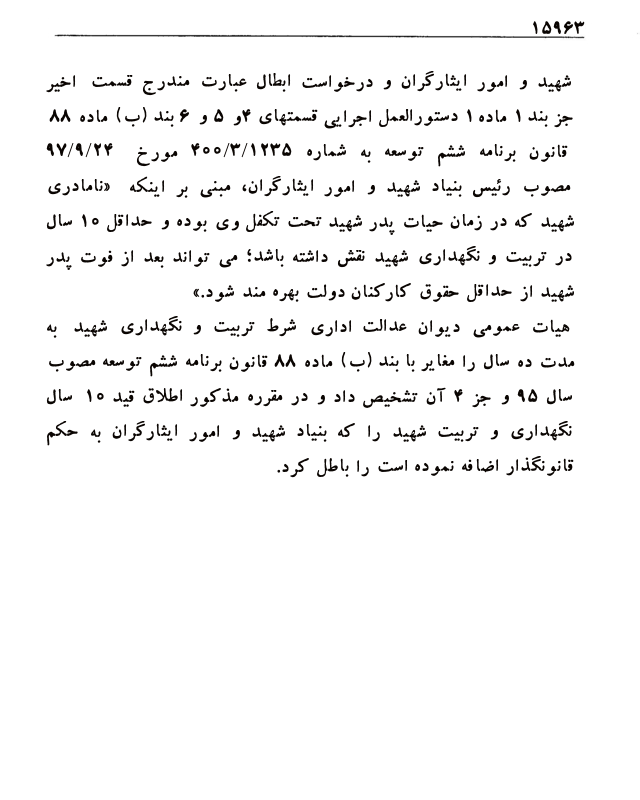 ۱۵۹۶۳
شهید و امور ایثارگران و درخواست ابطال عبارت مندرج قسمت اخیر
جز بند ۱ ماده ۱ دستورالعمل اجرایی قسمتهای ۴و ۵ و ۶ بند (ب) ماده ۸۸
قانون برنامه ششم توسعه به شماره ۴۰۰/۳/۱۲۳۵ مورخ ۹۷/۹/۲۴
مصوب رئیس بنیاد شهید و امور ایثارگران، مبنی بر اینکه «نامادری
شهید که در زمان حیات پدر شهید تحت تکفل وی بوده و حداقل ۱۰ سال
در تربیت و نگهداری شهید نقش داشته باشد؛ می تواند بعد از فوت پدر
شهید از حداقل حقوق کارکنان دولت بهره مند شود.»
هیات عمومی دیوان عدالت اداری شرط تربیت و نگهداری شهید به
مدت ده سال را مغایر با بند (ب) ماده ۸۸ قانون برنامه ششم توسعه مصوب
سال ۹۵ و جز ۴ آن تشخیص داد و در مقرره مذکور اطلاق قید ۱۰ سال
نگهداری و تربیت شهید را که بنیاد شهید و امور ایثارگران به حکم
قانونگذار اضافه نموده است را باطل کرد.